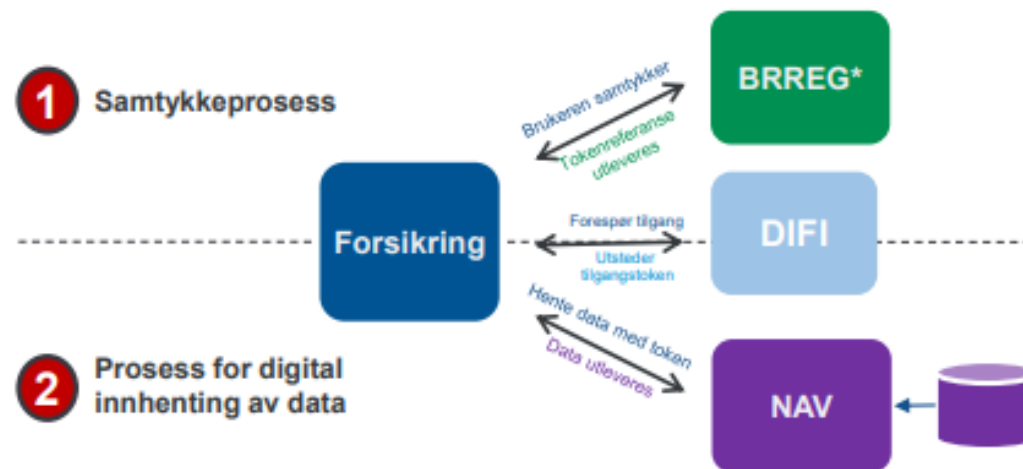 1
Samtykkeprosess
Brukeren samtykker
Tokenreferanse
utleveres
BRREG*
Forsikring
Forespør tilgang
Utsteder
tilgangstoken
DIFI
2
Prosess for digital
innhenting av data
Hente data med token
Data utleveres
NAV